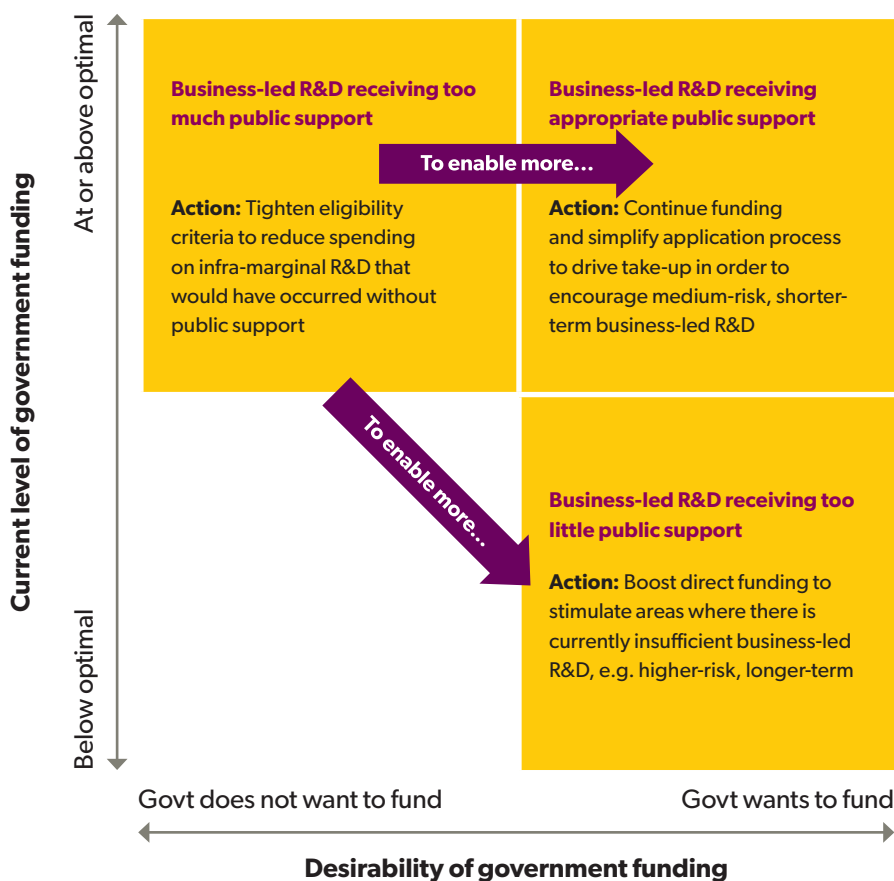 Current level of government funding
At or above optimal
Below optimal
Business-led R&D receiving too
much public support
Action: Tighten eligibility
criteria to reduce spending
on infra-marginal R&D that
would have occurred without
public support
To enable more...
Business-led R&D receiving
appropriate public support
Action: Continue funding
and simplify application process
to drive take-up in order to
encourage medium-risk, shorter-
term business-led R&D
To enable more...
Business-led R&D receiving too
little public support
Action: Boost direct funding to
stimulate areas where there is
currently insufficient business-led
R&D, e.g. higher-risk, longer-term
Govt does not want to fund
Govt wants to fund
Desirability of government funding